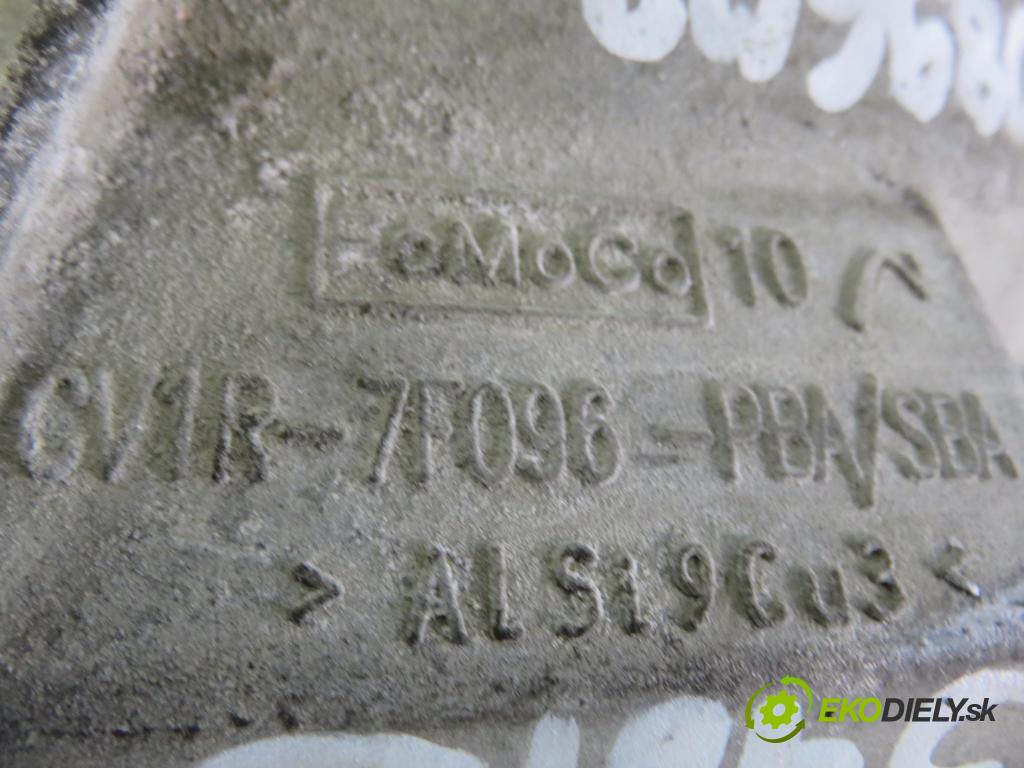 FoMoCo 10
CV1R-7F096-PBA/SBA
>AlSi9Cu3<
EKODIELY.sk